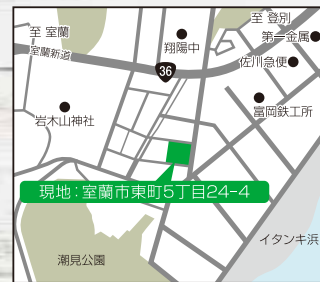 至 登別
至 室蘭
翔陽中
第一金属
室蘭新道
佐川急便
36
富岡鉄工所
岩木山神社
現地：室蘭市東町5丁目24-4
イタンキ浜
潮見公園